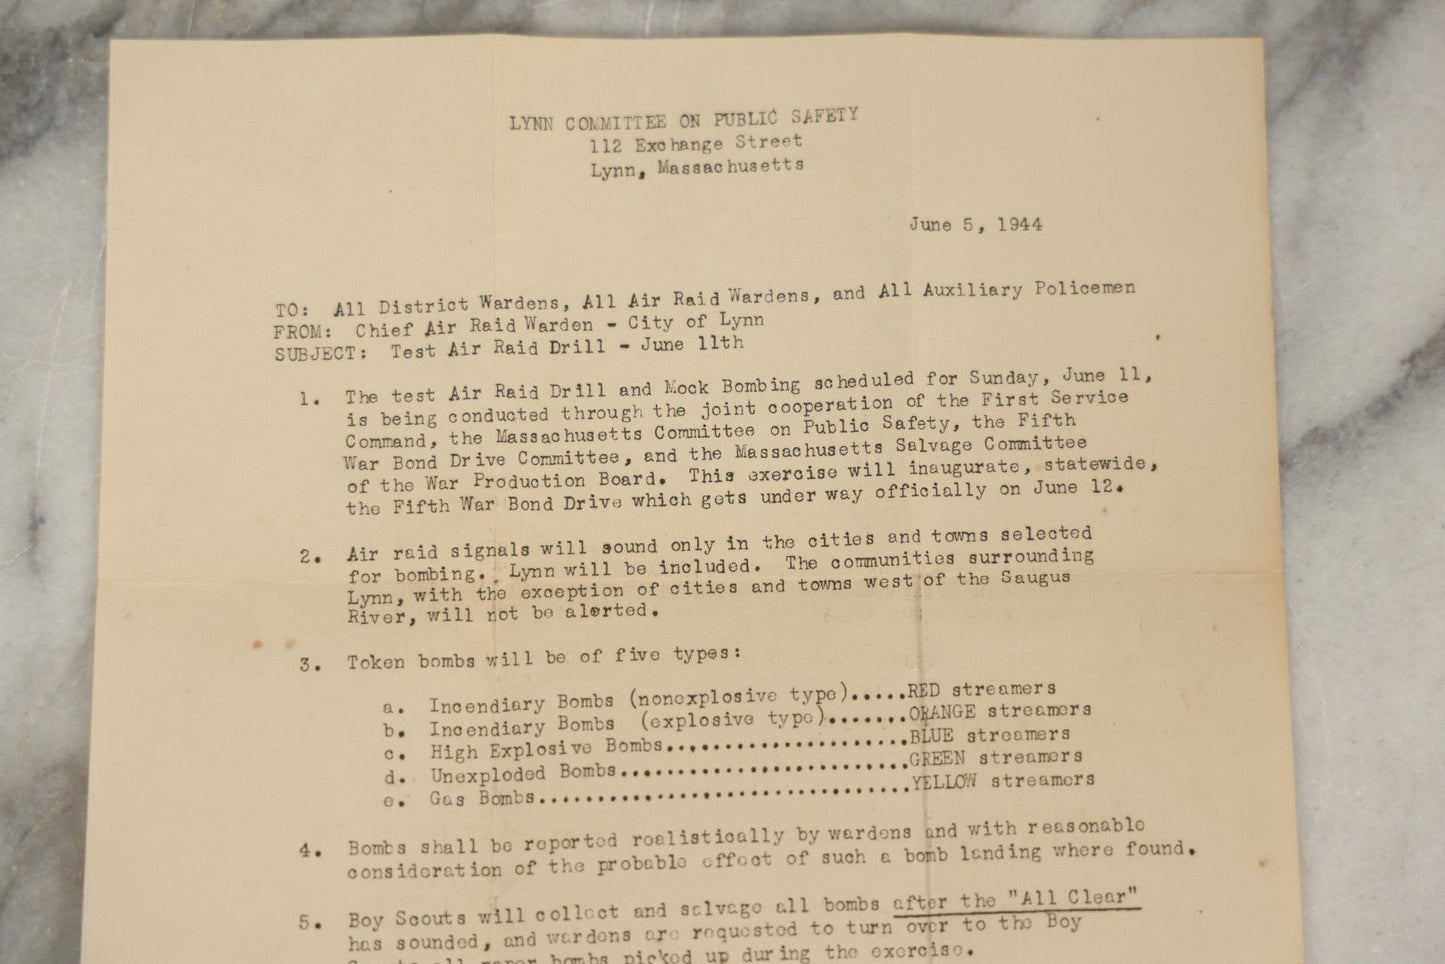 LYNN COMMITTEE ON PUBLIC SAFETY
112 Exchange Street
Lynn, Massachusetts
June 5, 1944
TO: All District Wardens, All Air Raid Wardens, and All Auxiliary Policemen
FROM: Chief Air Raid Warden - City of Lynn
SUBJECT: Test Air Raid Drill - June 11th
1. The test Air Raid Drill and Mock Bombing scheduled for Sunday, June 11,
is being conducted through the joint cooperation of the First Service
Command, the Massachusetts Committee on Public Safety, the Fifth
War Bond Drive Committee, and the Massachusetts Salvage Committee
of the War Production Board. This exercise will inaugurate, statewide,
the Fifth War Bond Drive which gets under way officially on June 12.
2. Air raid signals will sound only in the cities and towns selected
for bombing. Lynn will be included. The communities surrounding
Lynn, with the exception of cities and towns west of the Saugus
River, will not be alerted.
3. Token bombs will be of five types:
a. Incendiary Bombs (nonexplosive type).....RED streamers
b. Incendiary Bombs (explosive type).......ORANGE streamers
c. High Explosive Bombs.....................BLUE streamers
d. Unexploded Bombs.........................GREEN streamers
e. Gas Bombs................................YELLOW streamers
4. Bombs shall be reported realistically by wardens and with reasonable
consideration of the probable effect of such a bomb landing where found.
5. Boy Scouts will collect and salvage all bombs after the "All Clear"
has sounded, and wardens are requested to turn over to the Boy
Scouts all paper bombs picked up during the exercise.